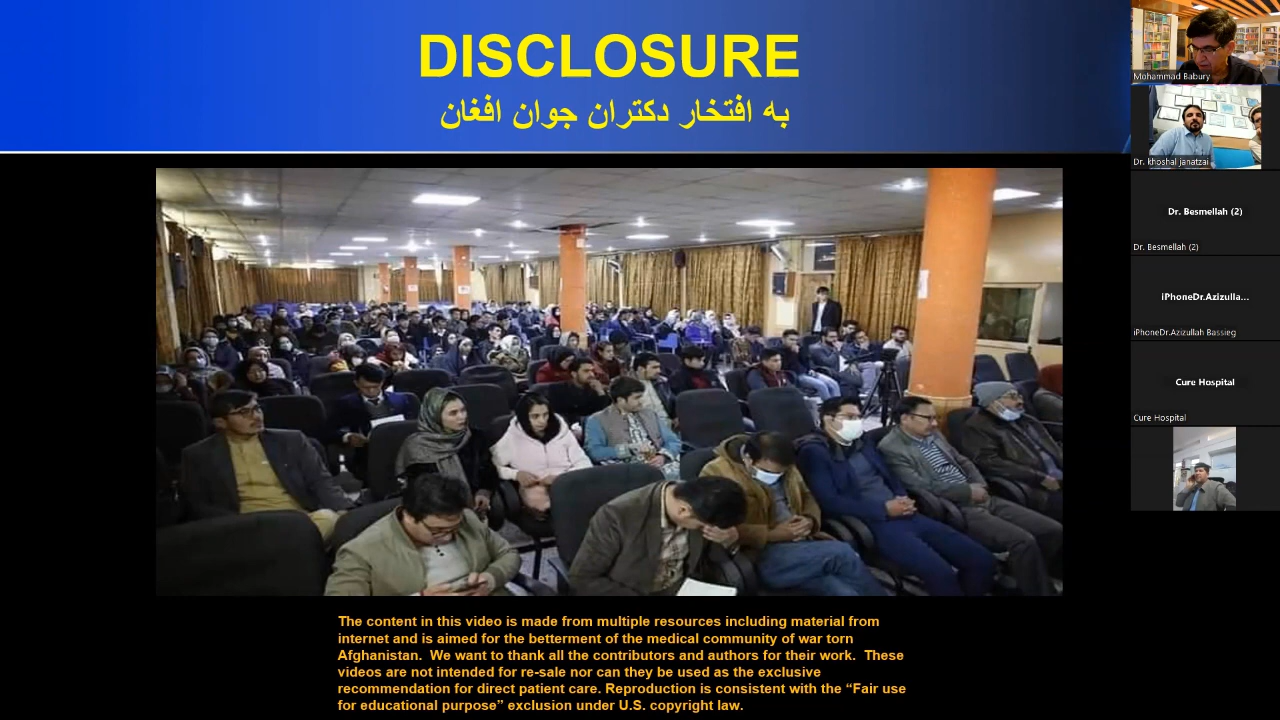 DISCLOSURE
به افتخار دکتران جوان افغان
The content in this video is made from multiple resources including material from
internet and is aimed for the betterment of the medical community of war torn
Afghanistan.  We want to thank all the contributors and authors for their work.  These
videos are not intended for re-sale nor can they be used as the exclusive
recommendation for direct patient care. Reproduction is consistent with the “Fair use
for educational purpose” exclusion under U.S. copyright law.
Mohammad Babury
Dr. khoshal janatzai
Dr. Besmellah (2)
Dr. Besmellah (2)
iPhoneDr.Azizulla...
iPhoneDr.Azizullah Bassieg
Cure Hospital
Cure Hospital